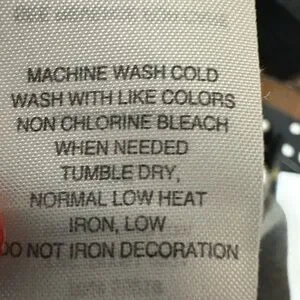 MACHINE WASH COLD
WASH WITH LIKE COLORS
NON CHLORINE BLEACH
WHEN NEEDED
TUMBLE DRY,
NORMAL LOW HEAT
IRON, LOW
DO NOT IRON DECORATION